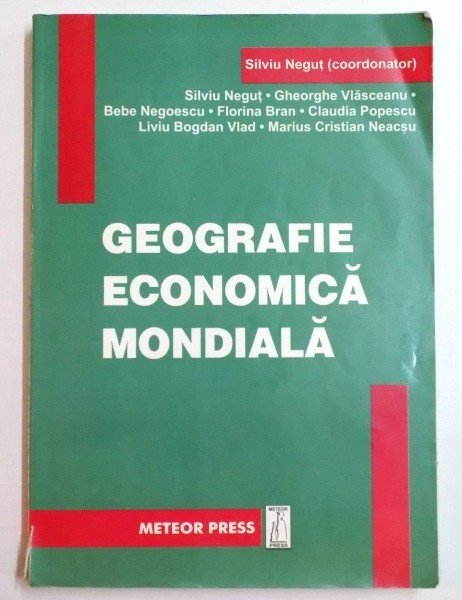 Silviu Neguț (coordonator)
Silviu Neguț • Gheorghe Vlăsceanu •
Bebe Negoescu • Florina Bran • Claudia Popescu
Liviu Bogdan Vlad • Marius Cristian Neacșu
GEOGRAFIE
ECONOMICĂ
MONDIALĂ
METEOR PRESS
METEOR
PRESS